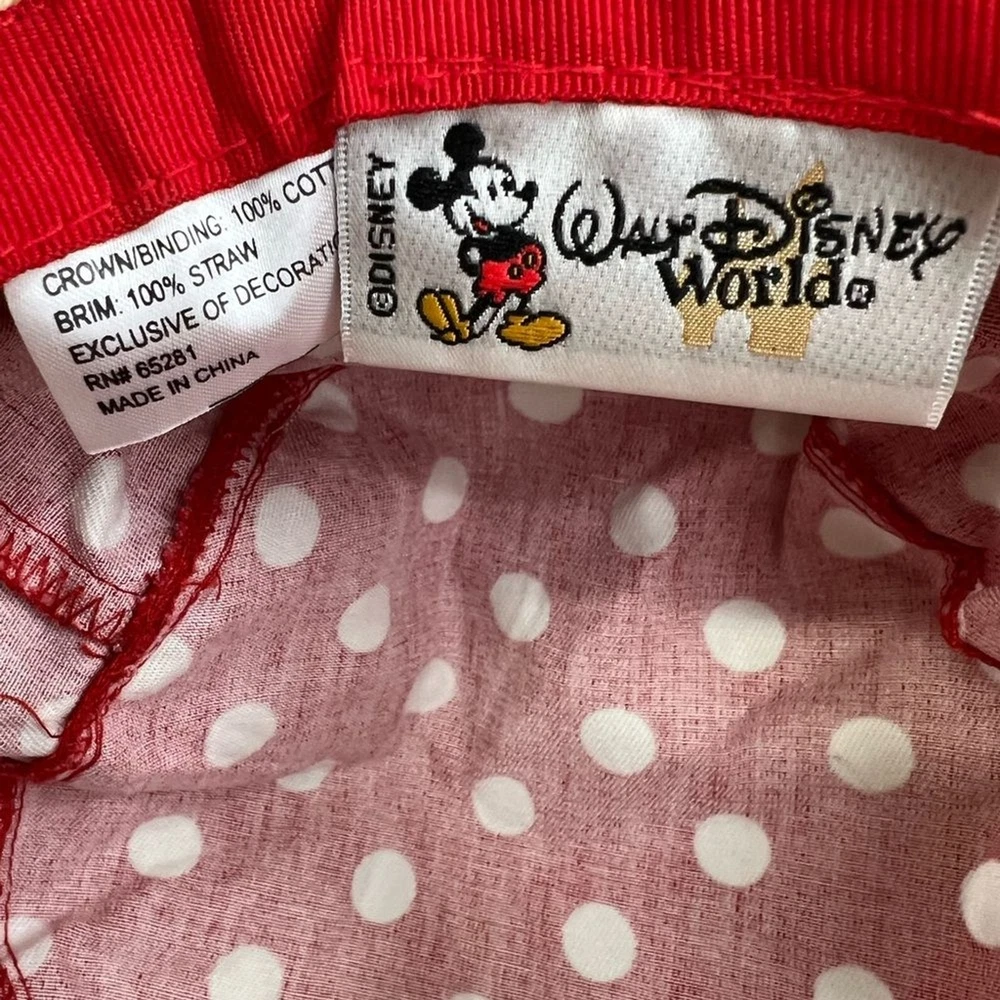 CROWN/BINDING: 100% COTT
BRIM: 100% STRAW
EXCLUSIVE OF DECORATI
RN# 65281
MADE IN CHINA
©DISNEY
WALT DISNEY
World®